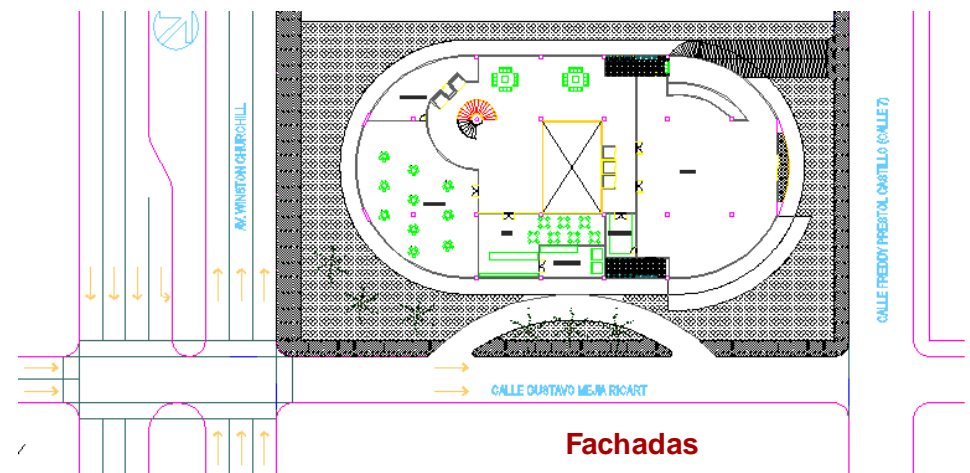 AV. WINSTON CHURCHILL
CALLE FREDDY PRESTOL CASTILLO (CALLE 7)
CALLE GUSTAVO MEJIA RICART
Fachadas